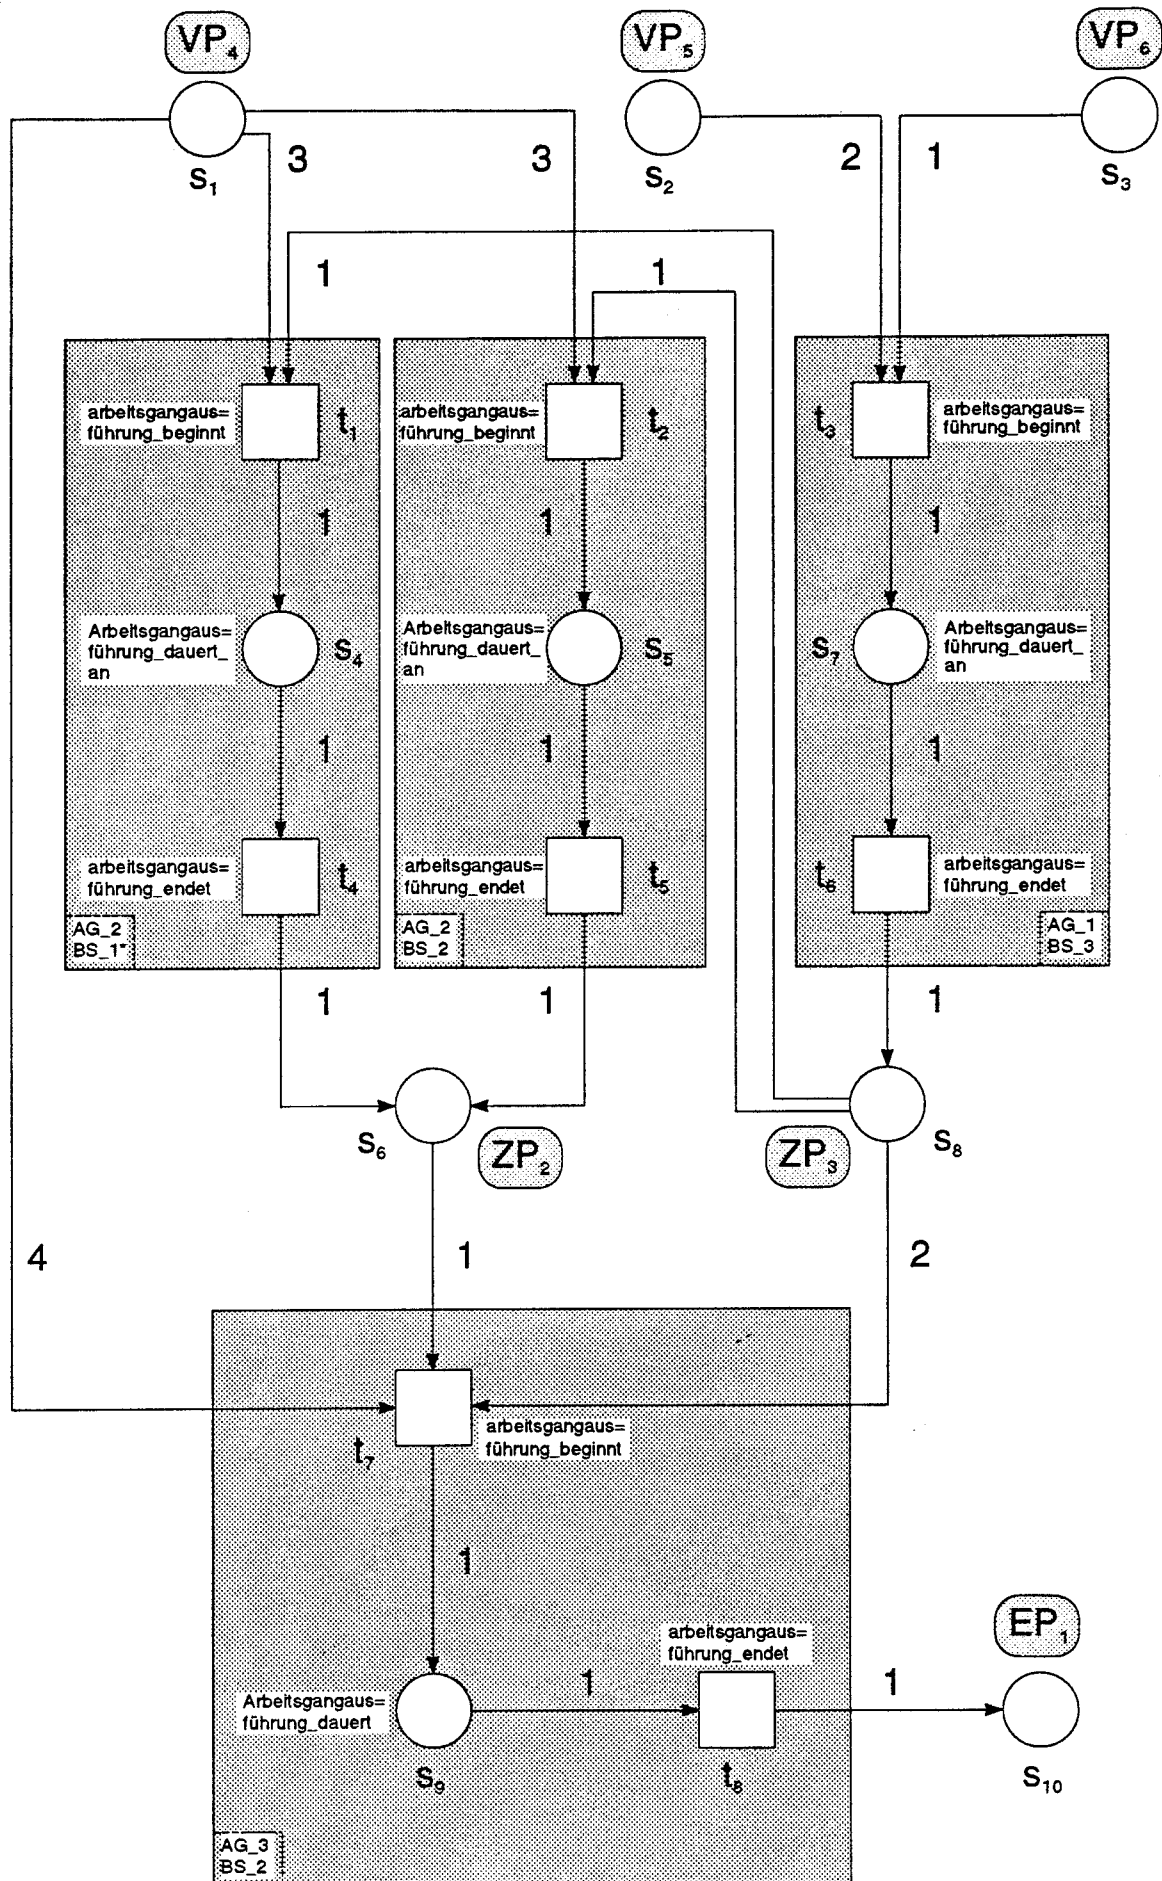 VP₄ VP₅ VP₆
3 3 2 1
s₁ s₂ s₃
1 1
arbeitsgangaus=
führung_beginnt
t₁
arbeitsgangaus=
führung_beginnt
t₂
t₃
arbeitsgangaus=
führung_beginnt
1 1 1
Arbeitsgangaus=
führung_dauert_
an
s₄
Arbeitsgangaus=
führung_dauert_
an
s₅
s₇
Arbeitsgangaus=
führung_dauert_
an
1 1 1
arbeitsgangaus=
führung_endet
t₄
arbeitsgangaus=
führung_endet
t₅
t₆
arbeitsgangaus=
führung_endet
AG_2
BS_1*
AG_2
BS_2
AG_1
BS_3
1 1 1
s₆ ZP₂ ZP₃ s₈
4 1 2
arbeitsgangaus=
führung_beginnt
t₇
1
EP₁
arbeitsgangaus=
führung_endet
Arbeitsgangaus=
führung_dauert
1 1
s₉ t₈ s₁₀
AG_3
BS_2